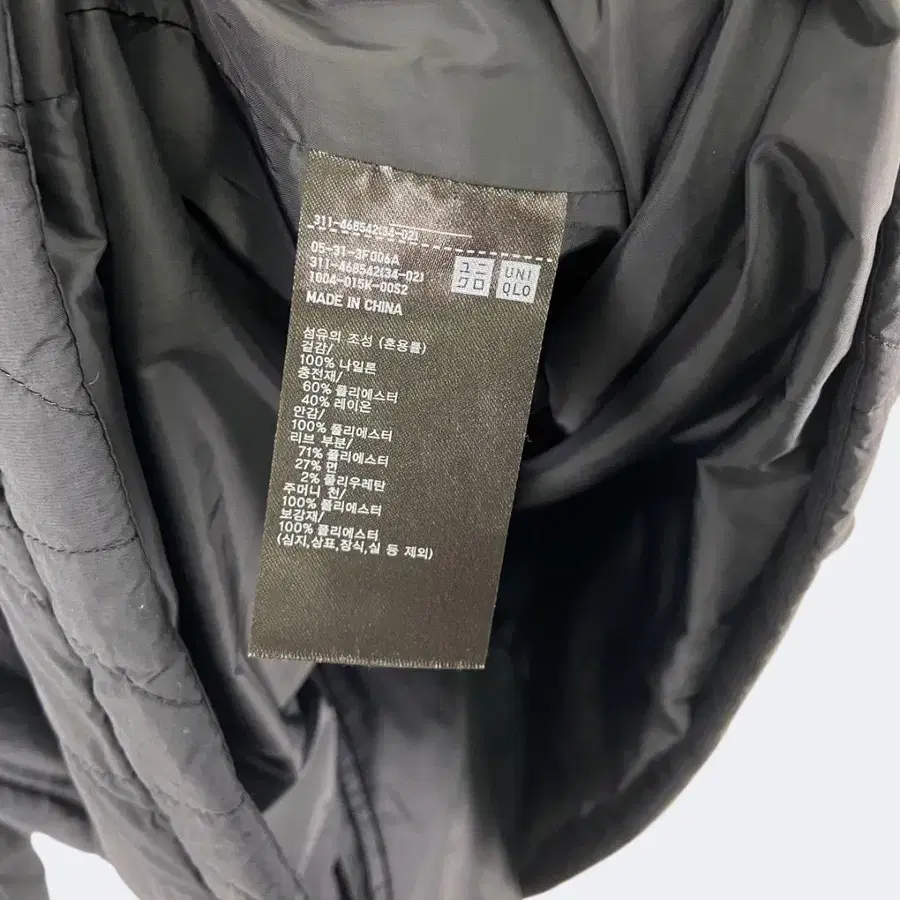 311-468542(34-02)
05-31-3F006A
311-468542(34-02)
1004-015K-00S2
MADE IN CHINA
ユニ
クロ
UNI
QLO
섬유의 조성 (혼용률)
겉감/
100% 나일론
충전재/
60% 폴리에스터
40% 레이온
안감/
100% 폴리에스터
리브 부분/
71% 폴리에스터
27% 면
2% 폴리우레탄
주머니 천/
100% 폴리에스터
보강재/
100% 폴리에스터
(심지,상표,장식,실 등 제외)